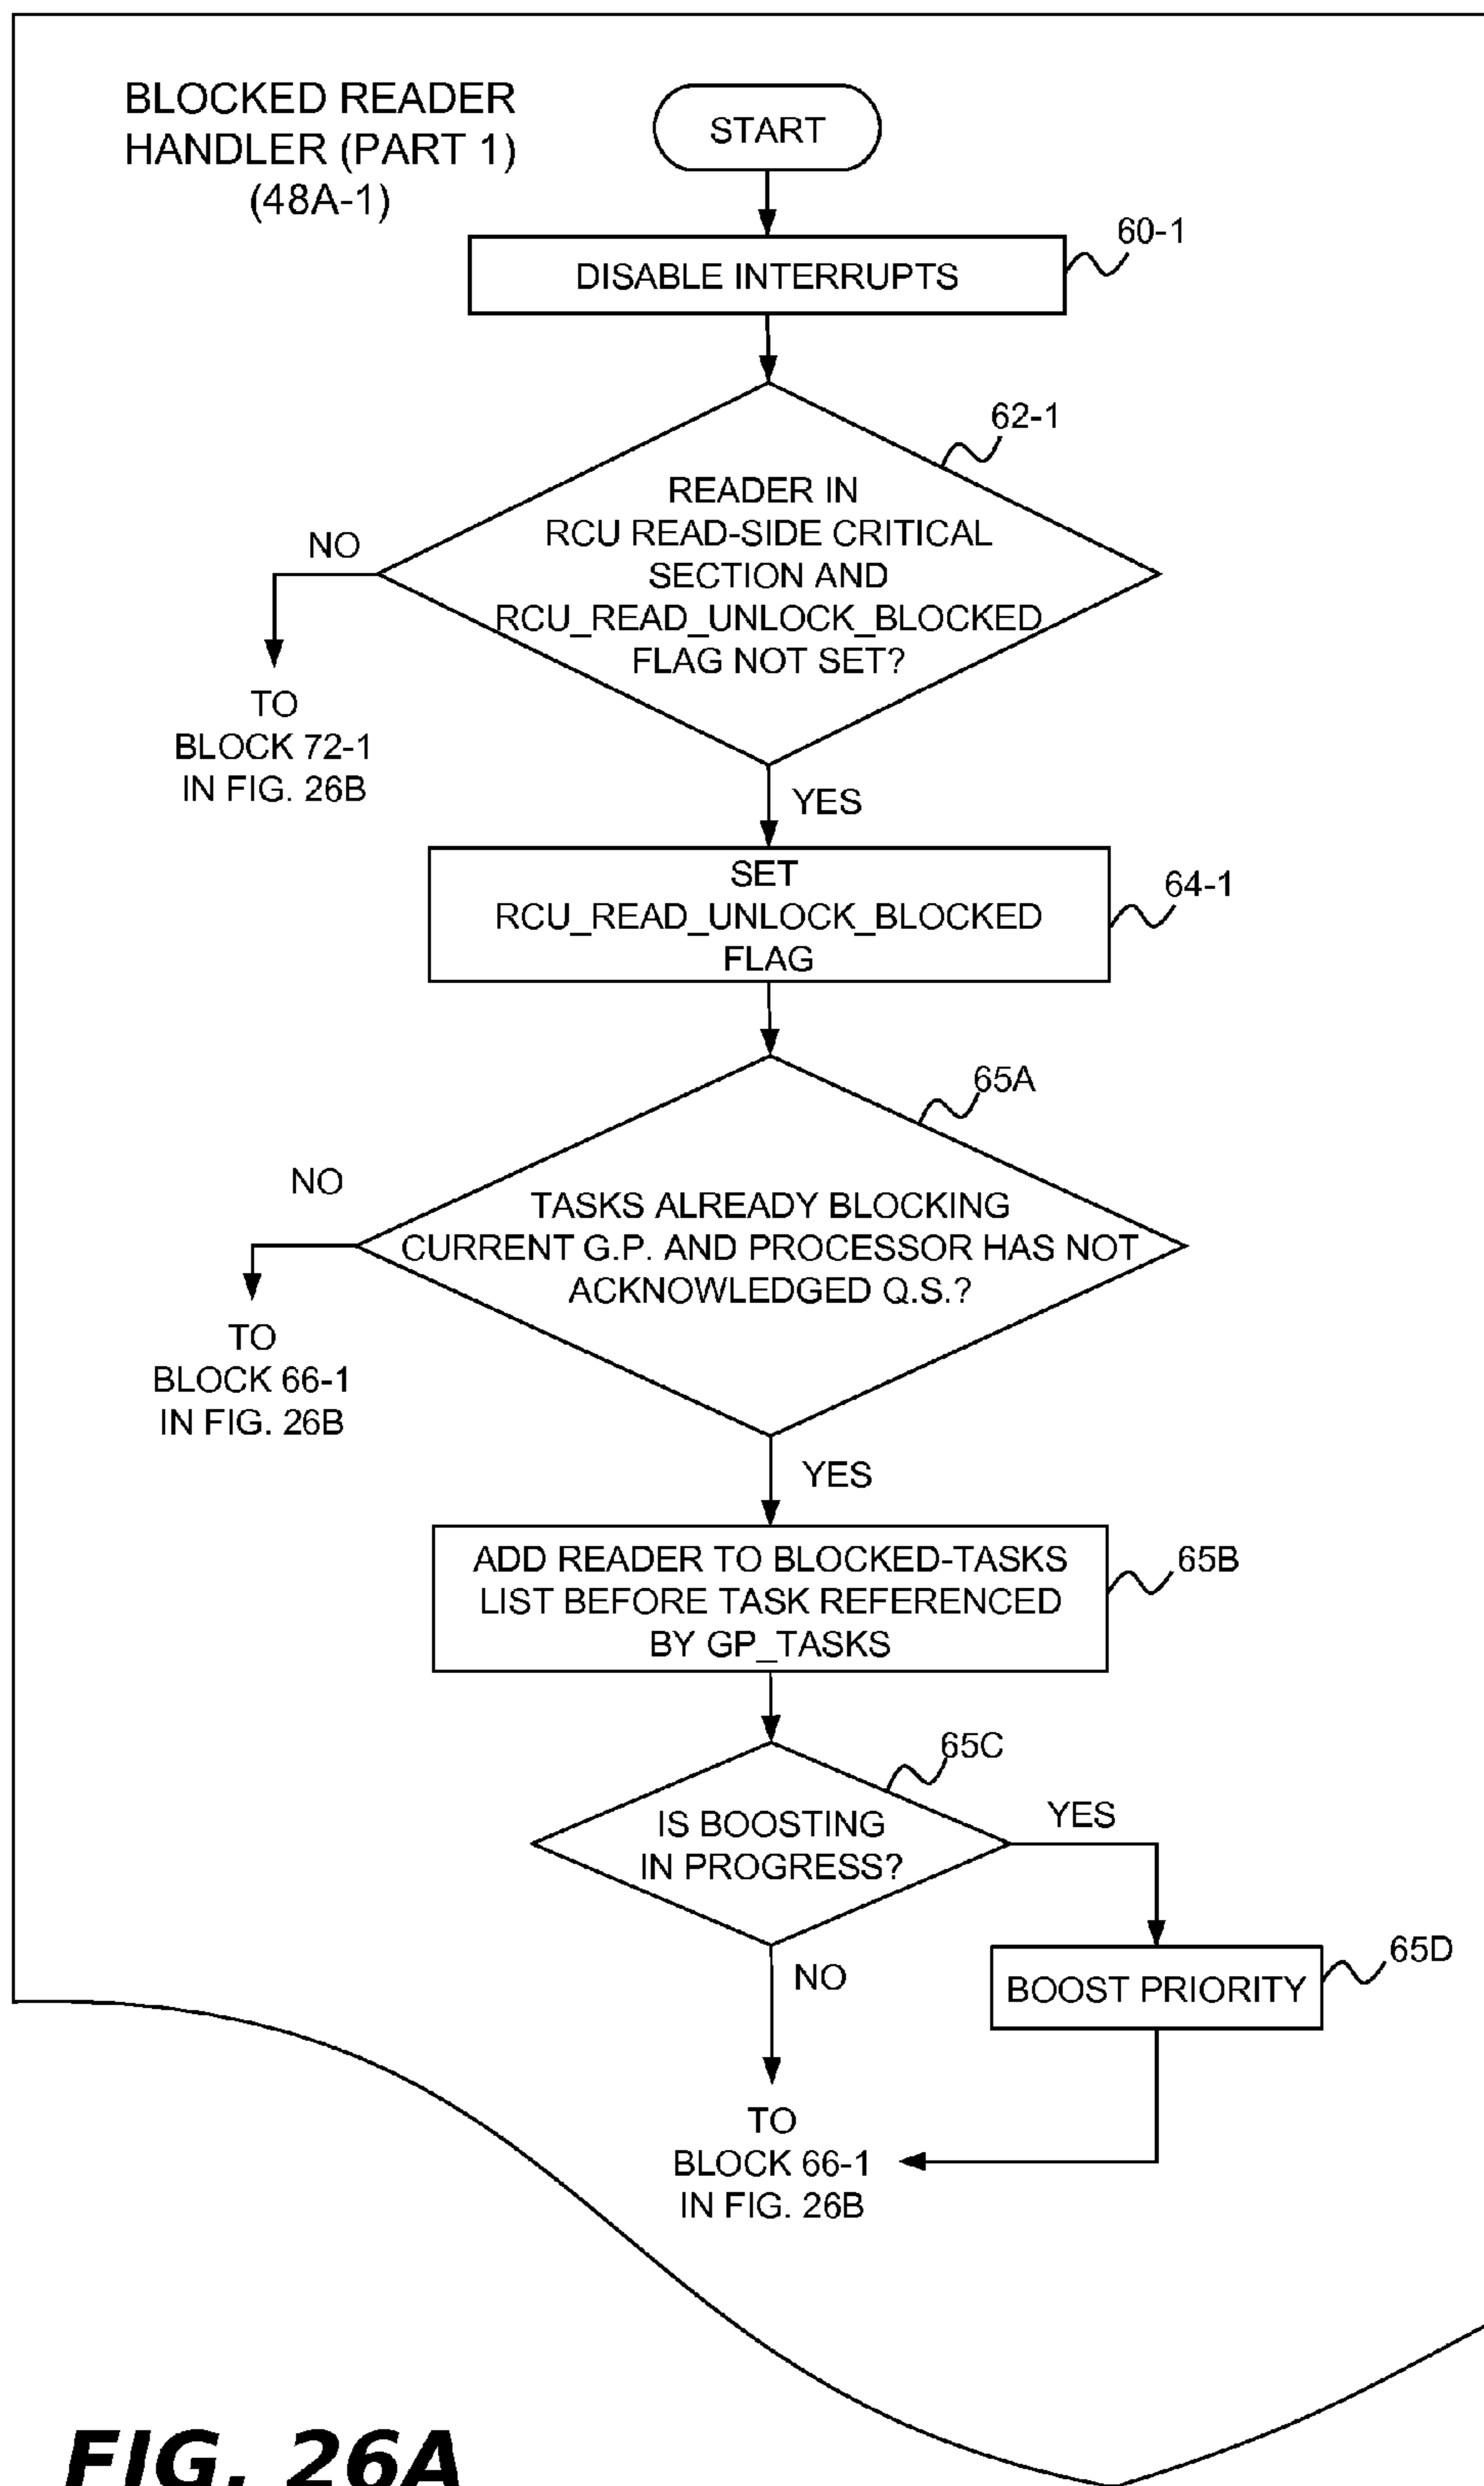 BLOCKED READER
HANDLER (PART 1)
(48A-1)
START
DISABLE INTERRUPTS
60-1
62-1
READER IN
RCU READ-SIDE CRITICAL
SECTION AND
RCU_READ_UNLOCK_BLOCKED
FLAG NOT SET?
NO
TO
BLOCK 72-1
IN FIG. 26B
YES
SET
RCU_READ_UNLOCK_BLOCKED
FLAG
64-1
65A
TASKS ALREADY BLOCKING
CURRENT G.P. AND PROCESSOR HAS NOT
ACKNOWLEDGED Q.S.?
NO
TO
BLOCK 66-1
IN FIG. 26B
YES
ADD READER TO BLOCKED-TASKS
LIST BEFORE TASK REFERENCED
BY GP_TASKS
65B
65C
IS BOOSTING
IN PROGRESS?
YES
65D
BOOST PRIORITY
NO
TO
BLOCK 66-1
IN FIG. 26B
FIG. 26A